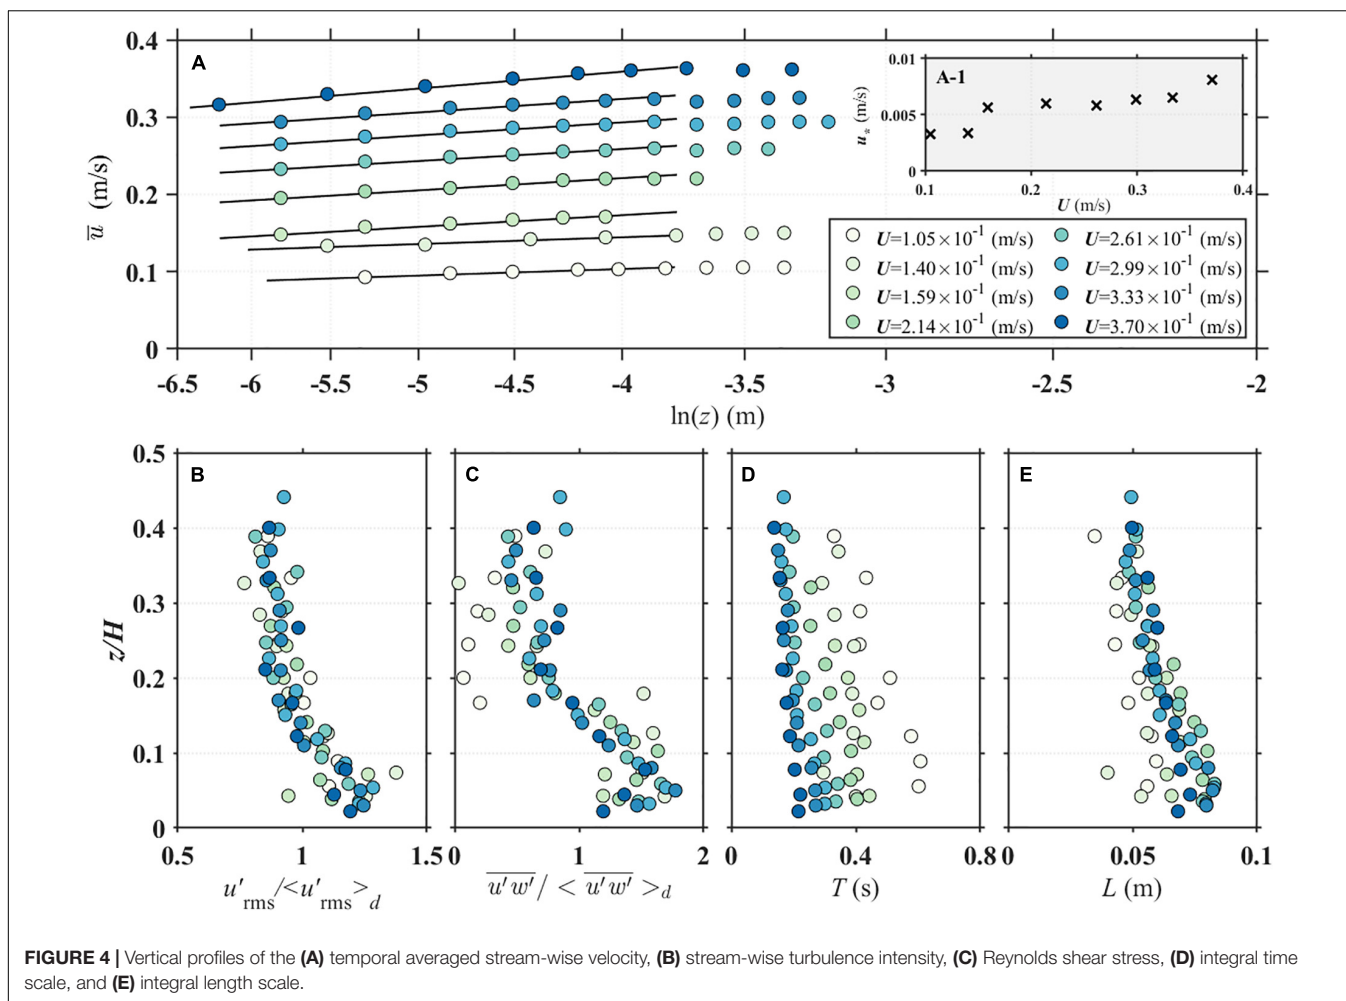 A
0.4
0.3
0.2
0.1
0
u̅ (m/s)
-6.5 -6 -5.5 -5 -4.5 -4 -3.5 -3 -2.5 -2
ln(z) (m)
A-1
0.01
0.005
0
u* (m/s)
0.1 0.2 0.3 0.4
U (m/s)
U=1.05×10⁻¹ (m/s) U=2.61×10⁻¹ (m/s)
U=1.40×10⁻¹ (m/s) U=2.99×10⁻¹ (m/s)
U=1.59×10⁻¹ (m/s) U=3.33×10⁻¹ (m/s)
U=2.14×10⁻¹ (m/s) U=3.70×10⁻¹ (m/s)
B C D E
0.5
0.4
0.3
0.2
0.1
0
z/H
0.5 1 1.5 0 1 2 0 0.4 0.8 0 0.05 0.1
u′rms/<u′rms>d
u′w′/ < u′w′ >d
T (s)
L (m)
FIGURE 4 | Vertical profiles of the (A) temporal averaged stream-wise velocity, (B) stream-wise turbulence intensity, (C) Reynolds shear stress, (D) integral time
scale, and (E) integral length scale.